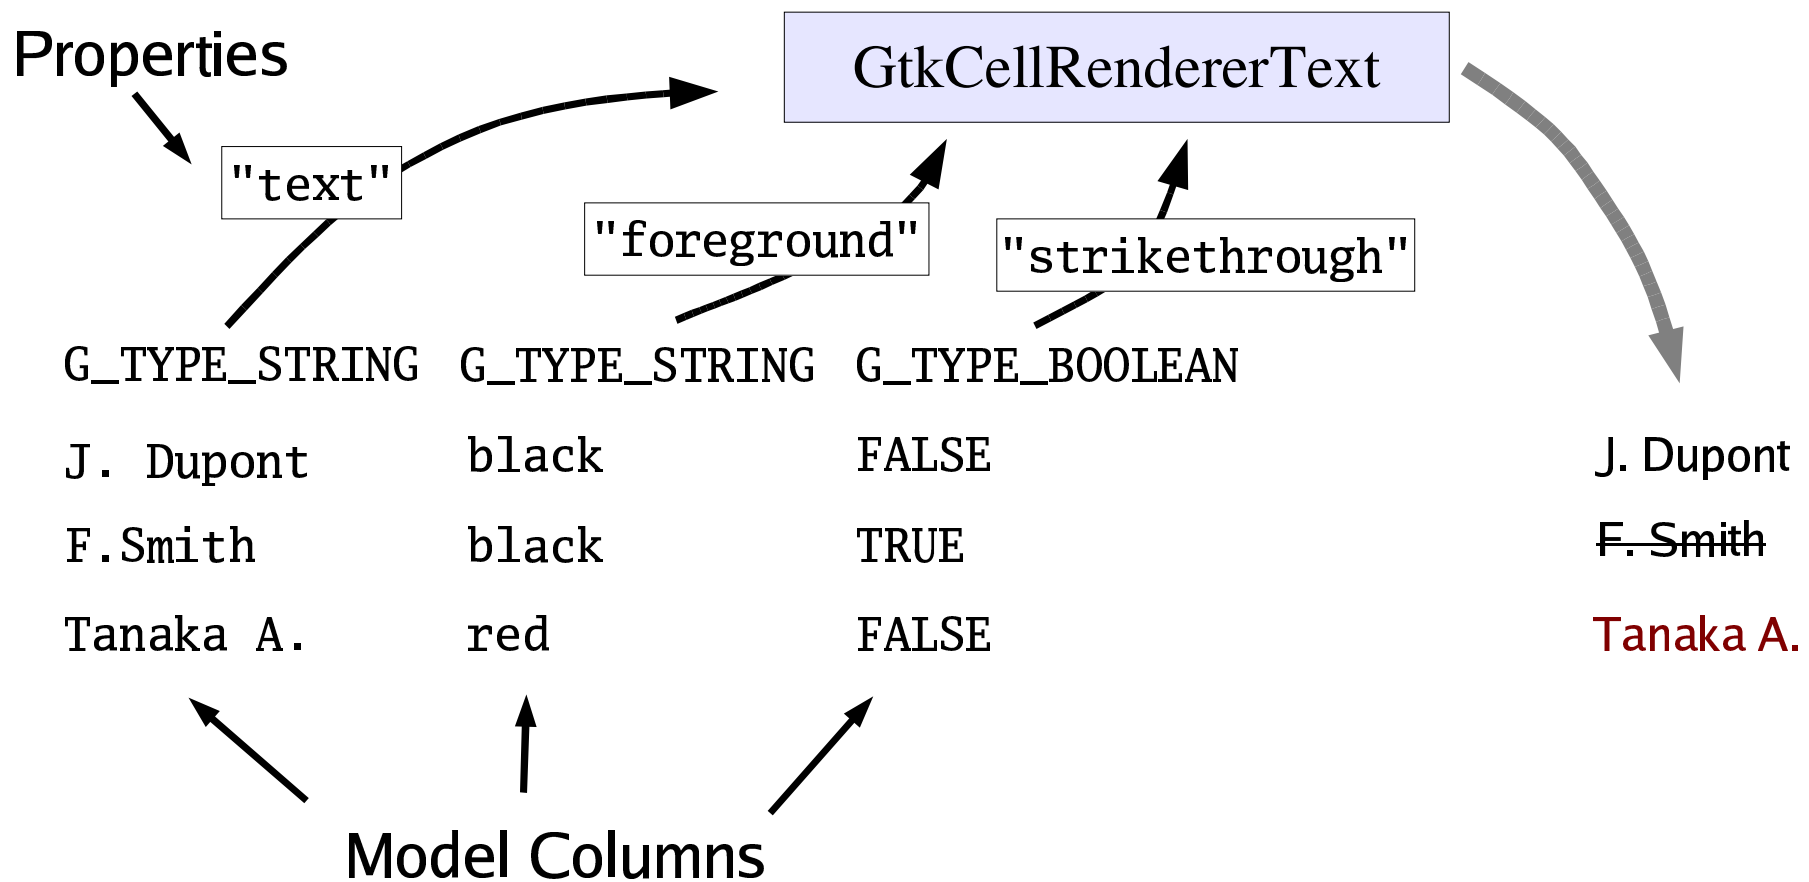 Properties
GtkCellRendererText
"text"
"foreground"
"strikethrough"
G_TYPE_STRING G_TYPE_STRING G_TYPE_BOOLEAN
J. Dupont black FALSE J. Dupont
F.Smith black TRUE F. Smith
Tanaka A. red FALSE Tanaka A.
Model Columns